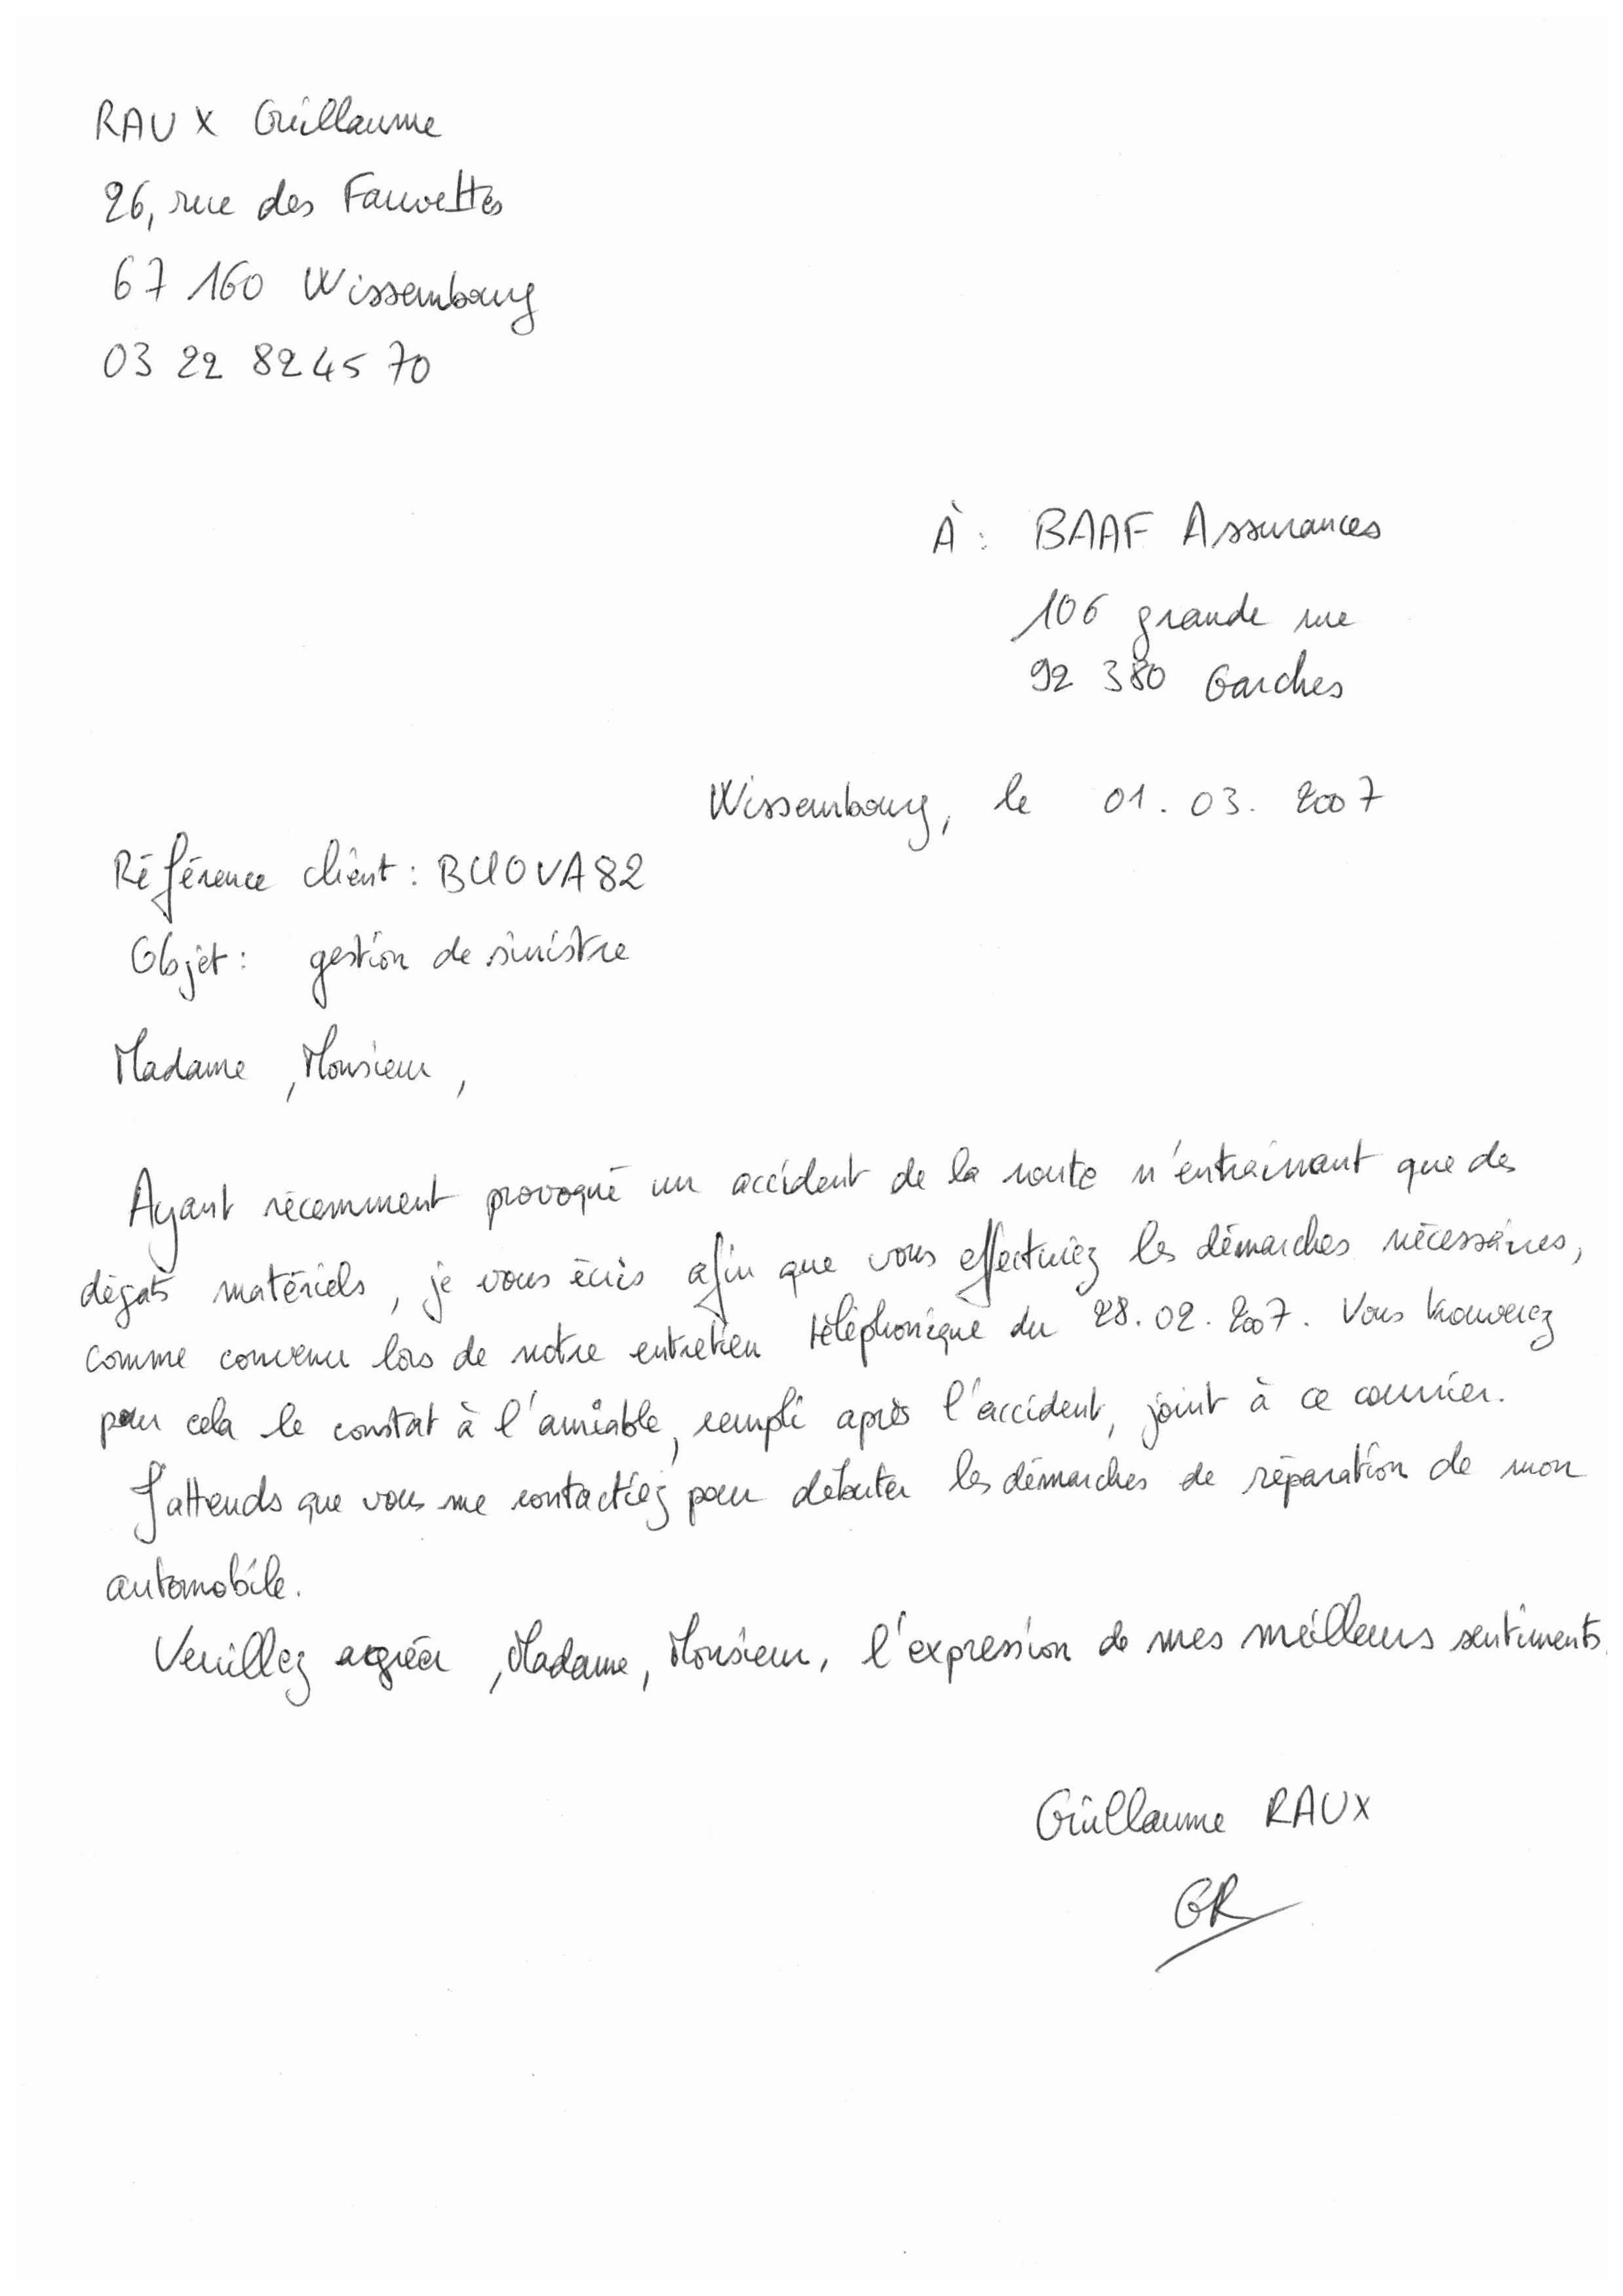 RAUX Guillaume
26, rue des Fauvettes
67 160 Wissembourg
03 22 82 45 70
À : BAAF Assurances
106 grande rue
92 380 Garches
Wissembourg, le 01. 03. 2007
Référence client : BUOVA82
Objet : gestion de sinistre
Madame, Monsieur,
Ayant récemment provoqué un accident de la route n'entrainant que des
dégats matériels, je vous écris afin que vous effectuiez les démarches nécessaires,
comme convenu lors de notre entretien téléphonique du 28. 02. 2007. Vous trouverez
pour cela le constat à l'amiable, rempli après l'accident, joint à ce courrier.
J'attends que vous me contactiez pour débuter les démarches de réparation de mon
automobile.
Veuillez agréer, Madame, Monsieur, l'expression de mes meilleurs sentiments.
Guillaume RAUX
GR